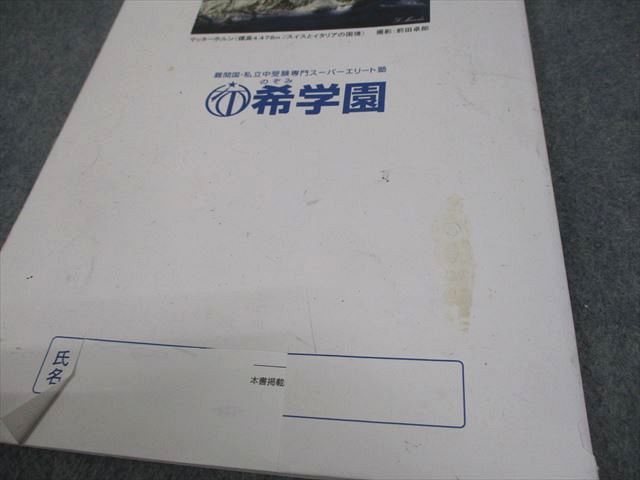 マッターホルン(標高4,478m/スイスとイタリアの国境) 撮影:前田卓郎
難関国・私立中受験専門スーパーエリート塾
のぞみ
希学園
氏名
本書掲載